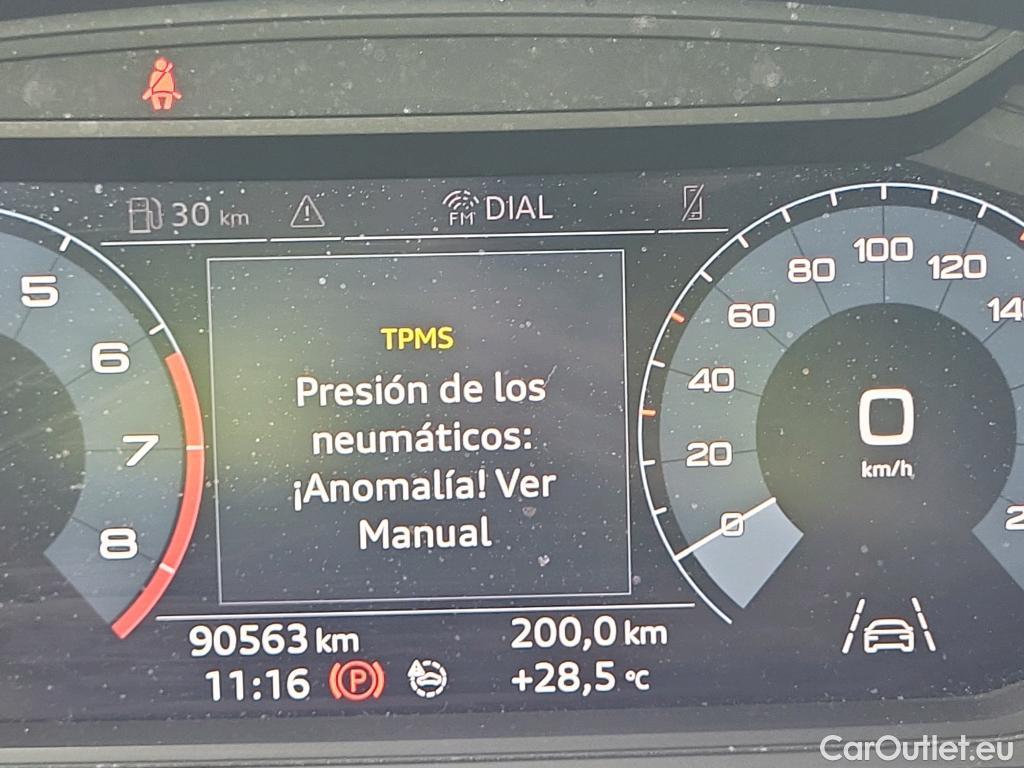 30 km
FM DIAL
TPMS
Presión de los
neumáticos:
¡Anomalía! Ver
Manual
5
6
7
8
0
20
40
60
80
100
120
0
km/h
90563 km
200,0 km
11:16
P
+28,5 °C
CarOutlet.eu